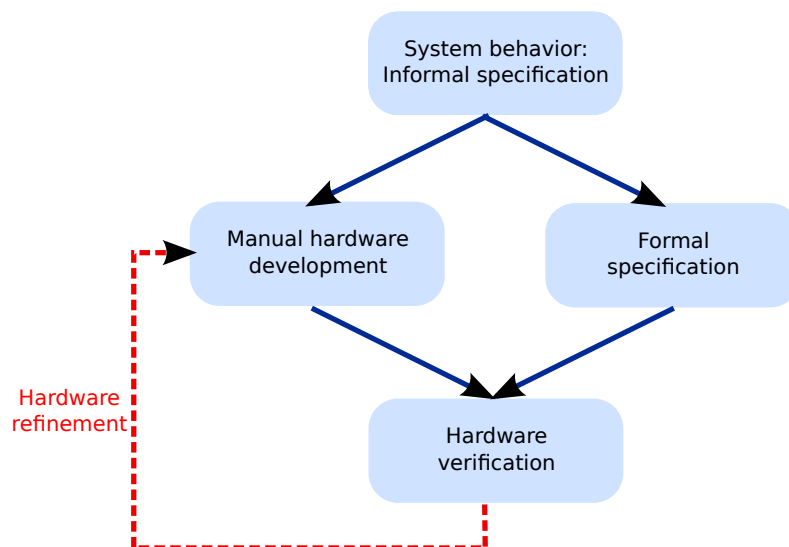 System behavior:
Informal specification
Manual hardware
development
Formal
specification
Hardware
refinement
Hardware
verification